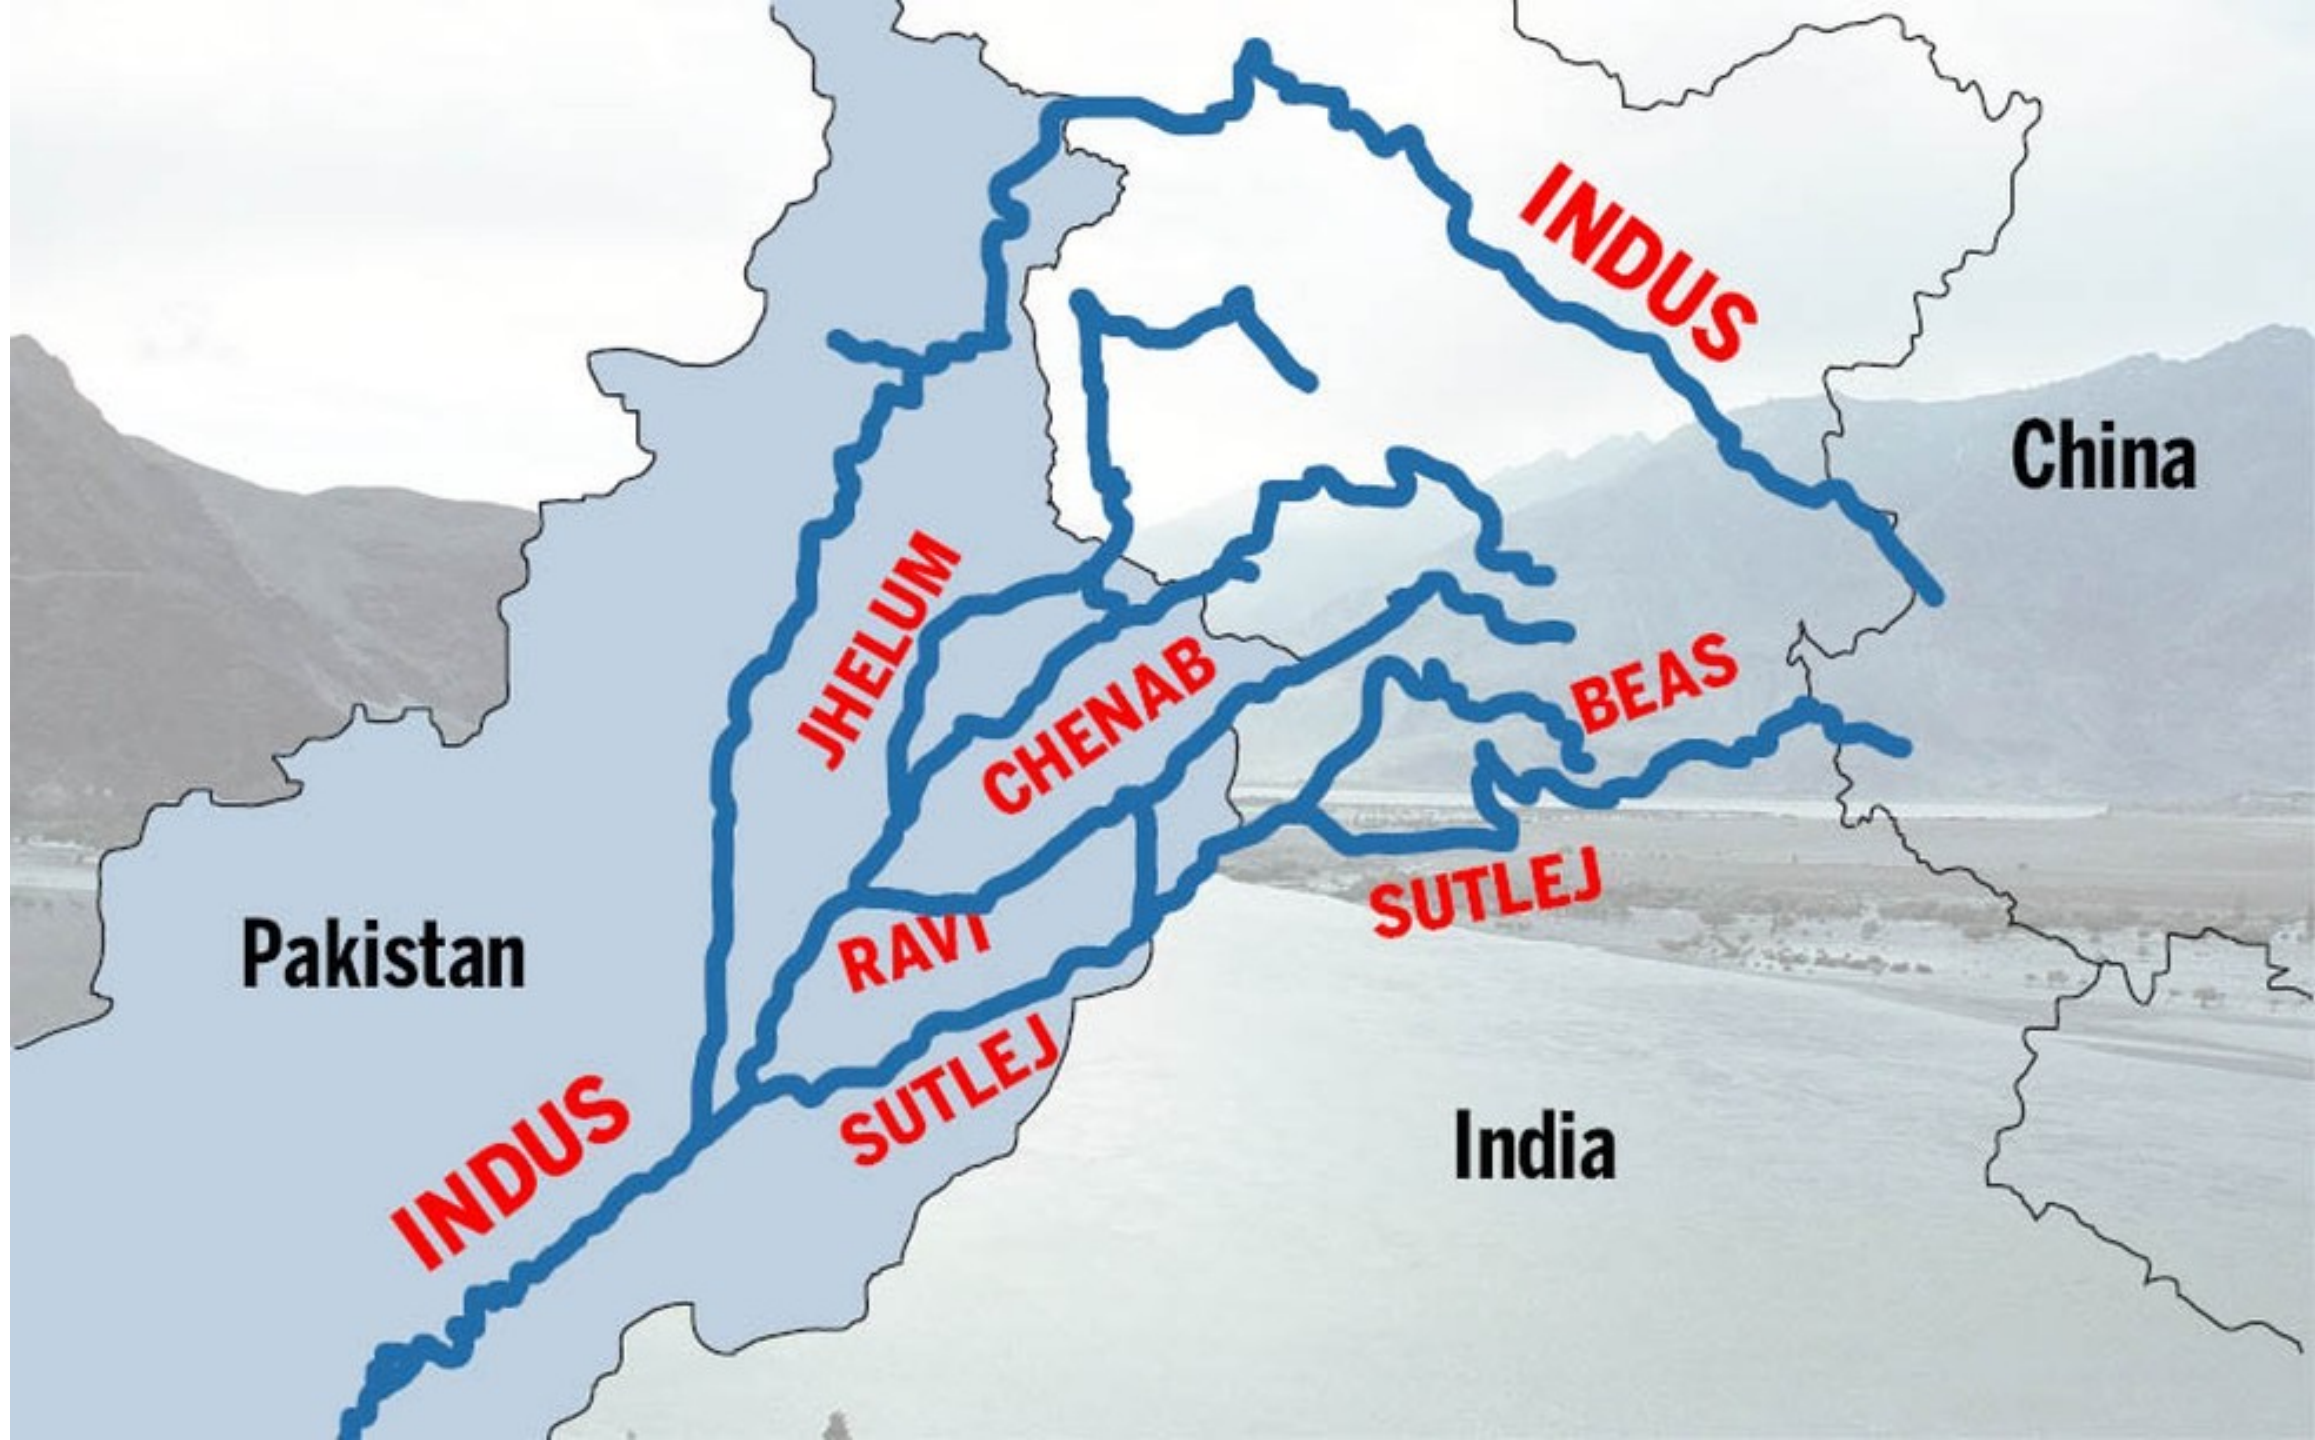 INDUS
China
JHELUM
CHENAB
BEAS
SUTLEJ
Pakistan
RAVI
SUTLEJ
INDUS
India